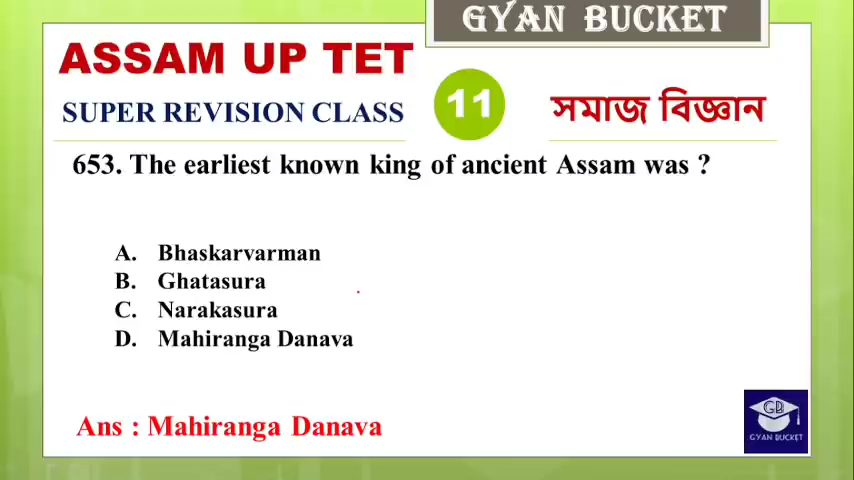 GYAN BUCKET
ASSAM UP TET
SUPER REVISION CLASS
11
সমাজ বিজ্ঞান
653. The earliest known king of ancient Assam was ?
A. Bhaskarvarman
B. Ghatasura
C. Narakasura
D. Mahiranga Danava
Ans : Mahiranga Danava
GB
GYAN BUCKET